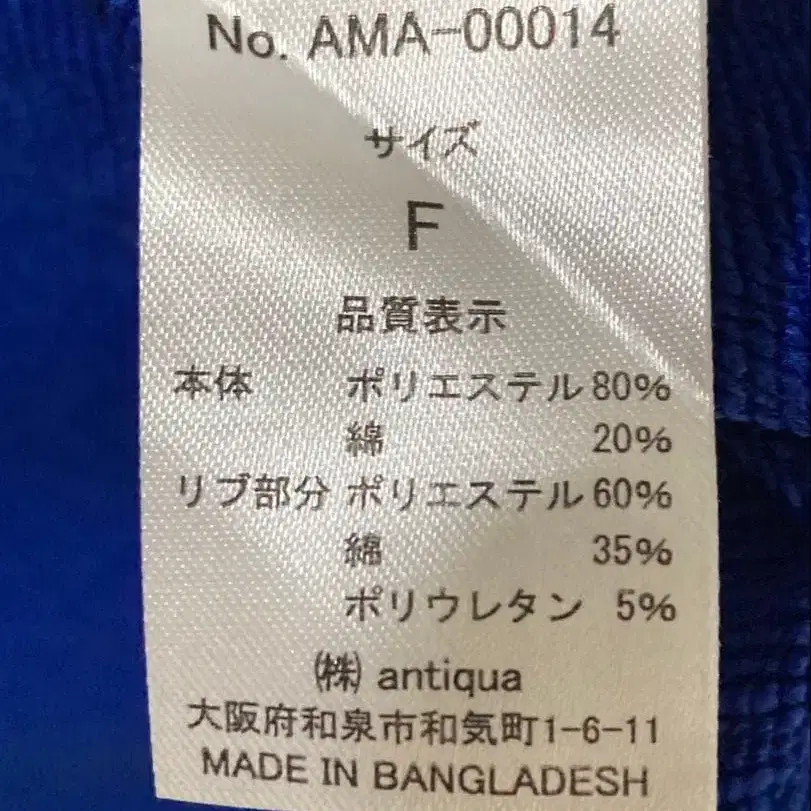 No. AMA-00014
サイズ
F
品質表示
本体 ポリエステル 80%
綿 20%
リブ部分 ポリエステル 60%
綿 35%
ポリウレタン 5%
㈱ antiqua
大阪府和泉市和気町1-6-11
MADE IN BANGLADESH